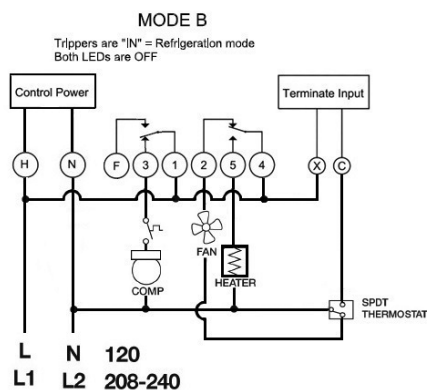 MODE B
Trippers are "IN" = Refrigeration mode
Both LEDs are OFF
Control Power
Terminate Input
H N F 3 1 2 5 4 X C
FAN
HEATER
COMP
SPDT
THERMOSTAT
L N 120
L1 L2 208-240